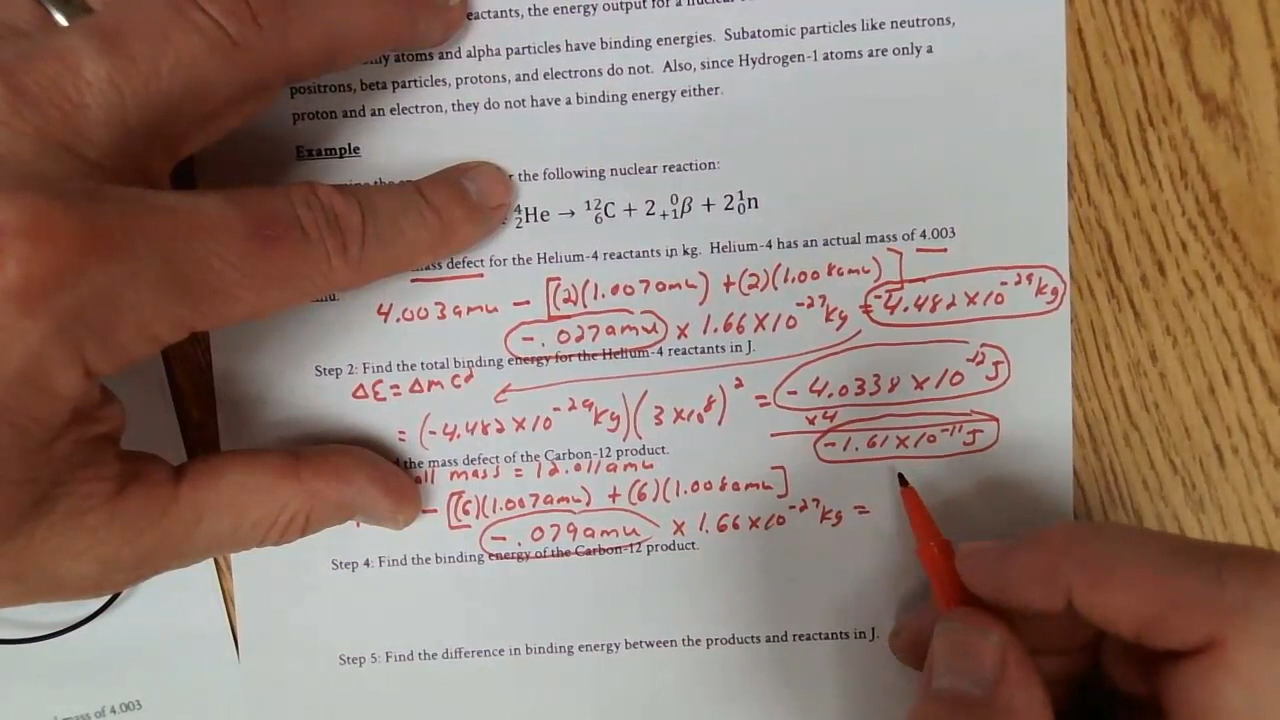 eactants, the energy output for a
atoms and alpha particles have binding energies. Subatomic particles like neutrons,
positrons, beta particles, protons, and electrons do not. Also, since Hydrogen-1 atoms are only a
proton and an electron, they do not have a binding energy either.
Example
the following nuclear reaction:
⁴₂He → ¹²₆C + 2 ⁰₊₁β + 2¹₀n
ass defect for the Helium-4 reactants in kg. Helium-4 has an actual mass of 4.003
4.003amu - [(2)(1.0070mu) + (2)(1.008amu)]
-.027amu × 1.66×10⁻²⁷kg = -4.482×10⁻²⁹kg
Step 2: Find the total binding energy for the Helium-4 reactants in J.
ΔE = Δmc²
= (-4.482×10⁻²⁹kg)(3×10⁸)² = -4.0338×10⁻¹²J
×4
-1.61×10⁻¹¹J
the mass defect of the Carbon-12 product.
all mass = 12.011amu
- [(6)(1.007amu) + (6)(1.008amu]
-.079amu × 1.66×10⁻²⁷kg =
Step 4: Find the binding energy of the Carbon-12 product.
Step 5: Find the difference in binding energy between the products and reactants in J.
mass of 4.003